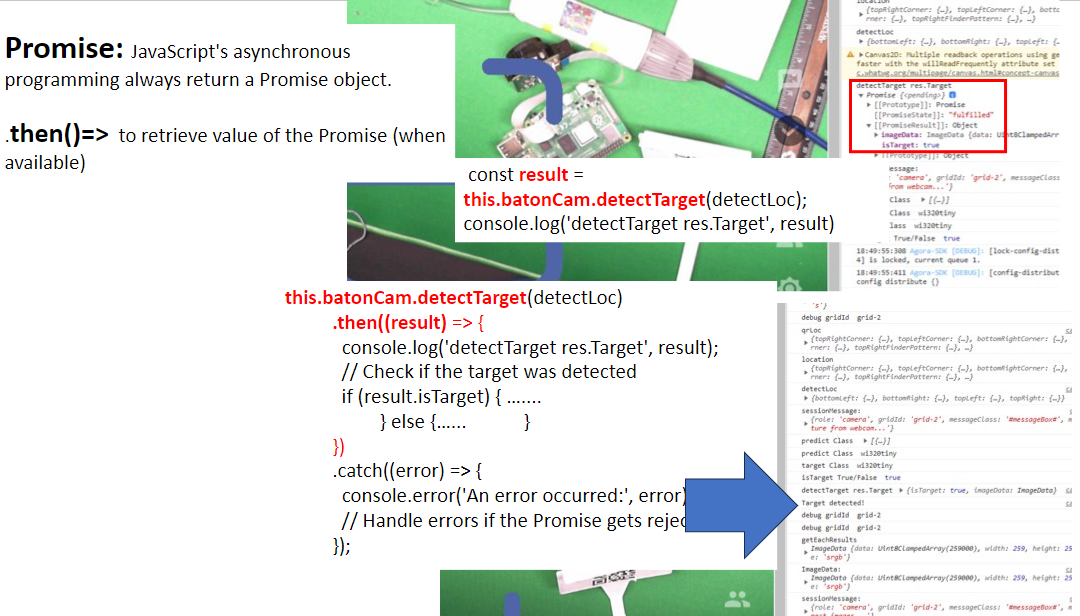 Promise: JavaScript's asynchronous
programming always return a Promise object.
.then()=> to retrieve value of the Promise (when
available)
const result =
this.batonCam.detectTarget(detectLoc);
console.log('detectTarget res.Target', result)
this.batonCam.detectTarget(detectLoc)
.then((result) => {
console.log('detectTarget res.Target', result);
// Check if the target was detected
if (result.isTarget) { .......
} else {...... }
})
.catch((error) => {
console.error('An error occurred:', error)
// Handle errors if the Promise gets rejec
});
location
{topRightCorner: {…}, topLeftCorner: {…}, bottc
rner: {…}, topRightFinderPattern: {…}, …}
detectLoc
{bottomLeft: {…}, bottomRight: {…}, topLeft: {…
Canvas2D: Multiple readback operations using ge
faster with the willReadFrequently attribute set
c.whatwg.org/multipage/canvas.html#concept-canvas
detectTarget res.Target
Promise {<pending>}
[[Prototype]]: Promise
[[PromiseState]]: "fulfilled"
[[PromiseResult]]: Object
imageData: ImageData {data: Uint8ClampedArr
isTarget: true
[[Prototype]]: Object
essage:
'camera', gridId: 'grid-2', messageClass
from webcam...'}
Class [{…}]
Class wi320tiny
lass wi320tiny
True/False true
18:49:55:308 Agora-SDK [DEBUG]: [lock-config-dist
4] is locked, current queue 1.
18:49:55:411 Agora-SDK [DEBUG]: [config-distribut
config distribute {}
's'}
debug gridId grid-2
qrLoc
{topRightCorner: {…}, topLeftCorner: {…}, bottomRightCorner: {…},
rner: {…}, topRightFinderPattern: {…}, …}
location
{topRightCorner: {…}, topLeftCorner: {…}, bottomRightCorner: {…},
rner: {…}, topRightFinderPattern: {…}, …}
detectLoc
{bottomLeft: {…}, bottomRight: {…}, topLeft: {…}, topRight: {…}}
sessionMessage:
{role: 'camera', gridId: 'grid-2', messageClass: '#messageBox#', m
ture from webcam...'}
predict Class [{…}]
predict Class wi320tiny
target Class wi320tiny
isTarget True/False true
detectTarget res.Target {isTarget: true, imageData: ImageData}
Target detected!
debug gridId grid-2
debug gridId grid-2
getEachResults
ImageData {data: Uint8ClampedArray(259000), width: 259, height: 25
e: 'srgb'}
ImageData:
ImageData {data: Uint8ClampedArray(259000), width: 259, height: 25
e: 'srgb'}
sessionMessage:
{role: 'camera', gridId: 'grid-2', messageClass: '#messageBox#', m